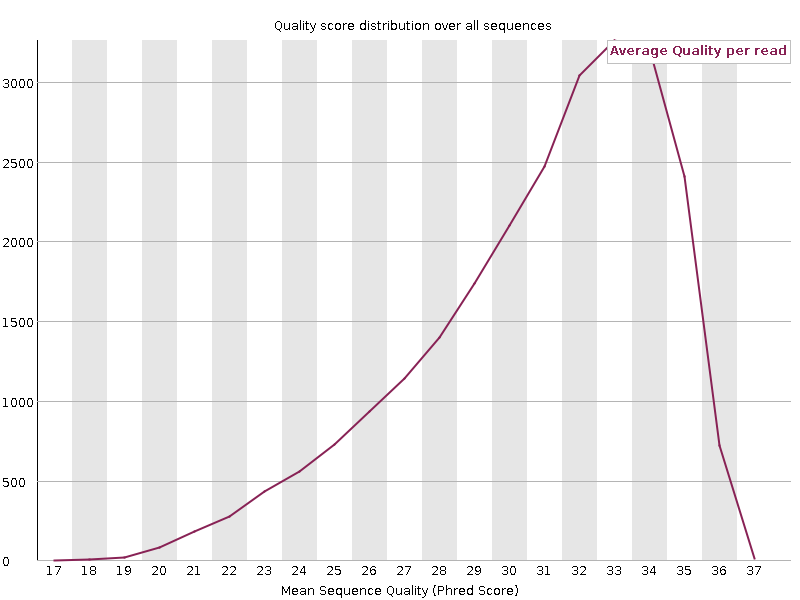 Quality score distribution over all sequences
Average Quality per read
3000
2500
2000
1500
1000
500
0
17 18 19 20 21 22 23 24 25 26 27 28 29 30 31 32 33 34 35 36 37
Mean Sequence Quality (Phred Score)